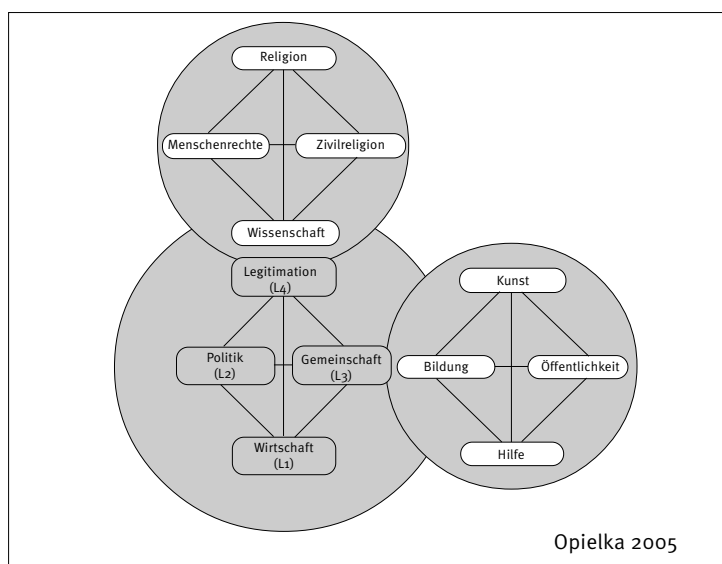 Religion
Menschenrechte
Zivilreligion
Wissenschaft
Legitimation
(L4)
Politik
(L2)
Gemeinschaft
(L3)
Wirtschaft
(L1)
Kunst
Bildung
Öffentlichkeit
Hilfe
Opielka 2005